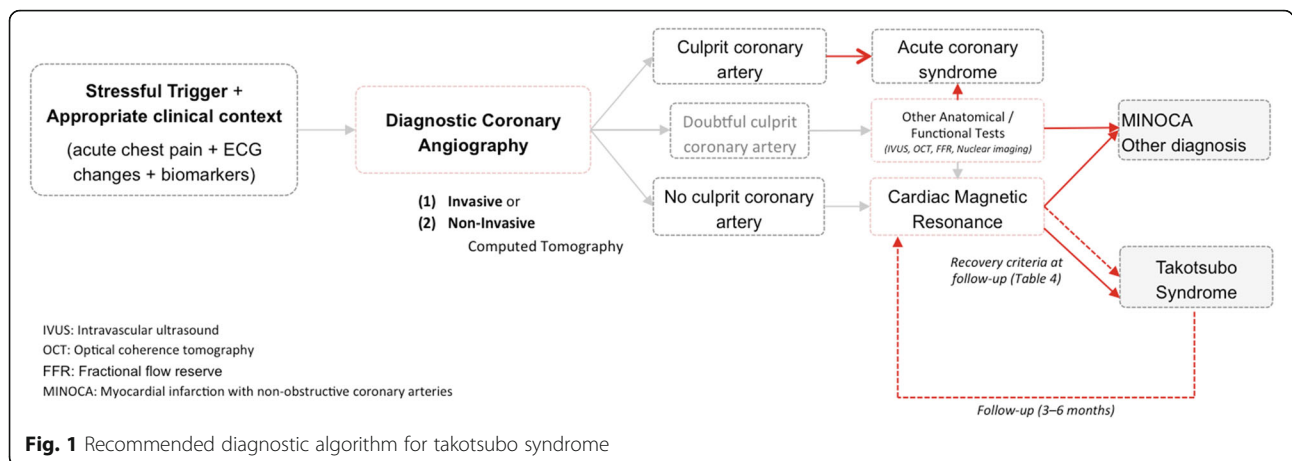 Stressful Trigger +
Appropriate clinical context
(acute chest pain + ECG
changes + biomarkers)
Diagnostic Coronary
Angiography
(1) Invasive or
(2) Non-Invasive
Computed Tomography
Culprit coronary
artery
Doubtful culprit
coronary artery
No culprit coronary
artery
Acute coronary
syndrome
Other Anatomical /
Functional Tests
(IVUS, OCT, FFR, Nuclear imaging)
Cardiac Magnetic
Resonance
MINOCA
Other diagnosis
Recovery criteria at
follow-up (Table 4)
Takotsubo
Syndrome
Follow-up (3–6 months)
IVUS: Intravascular ultrasound
OCT: Optical coherence tomography
FFR: Fractional flow reserve
MINOCA: Myocardial infarction with non-obstructive coronary arteries
Fig. 1 Recommended diagnostic algorithm for takotsubo syndrome